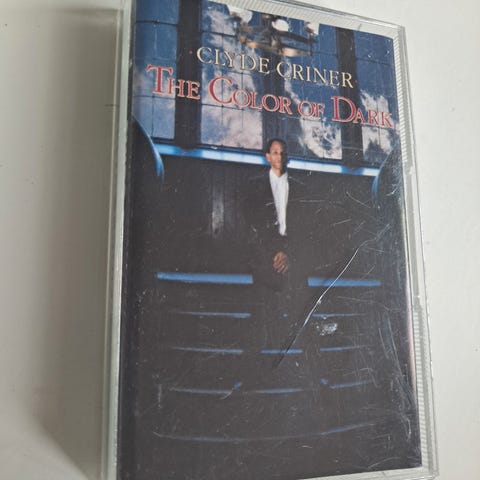 CLYDE CRINER
THE COLOR OF DARK